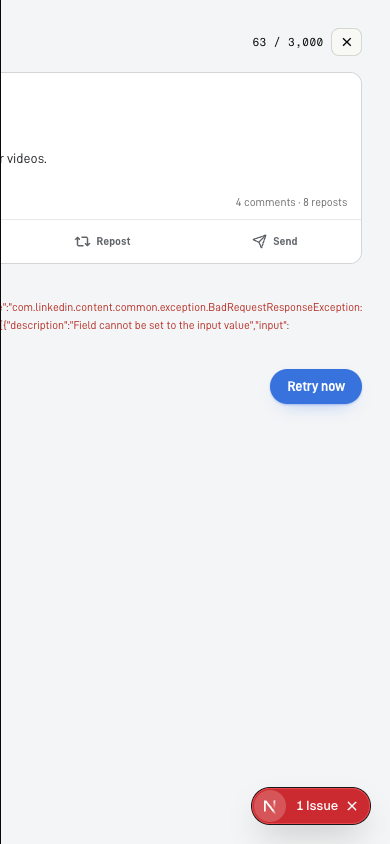 63 / 3,000
r videos.
4 comments · 8 reposts
Repost
Send
:"com.linkedin.content.common.exception.BadRequestResponseException:
[{"description":"Field cannot be set to the input value","input":
Retry now
N
1 Issue